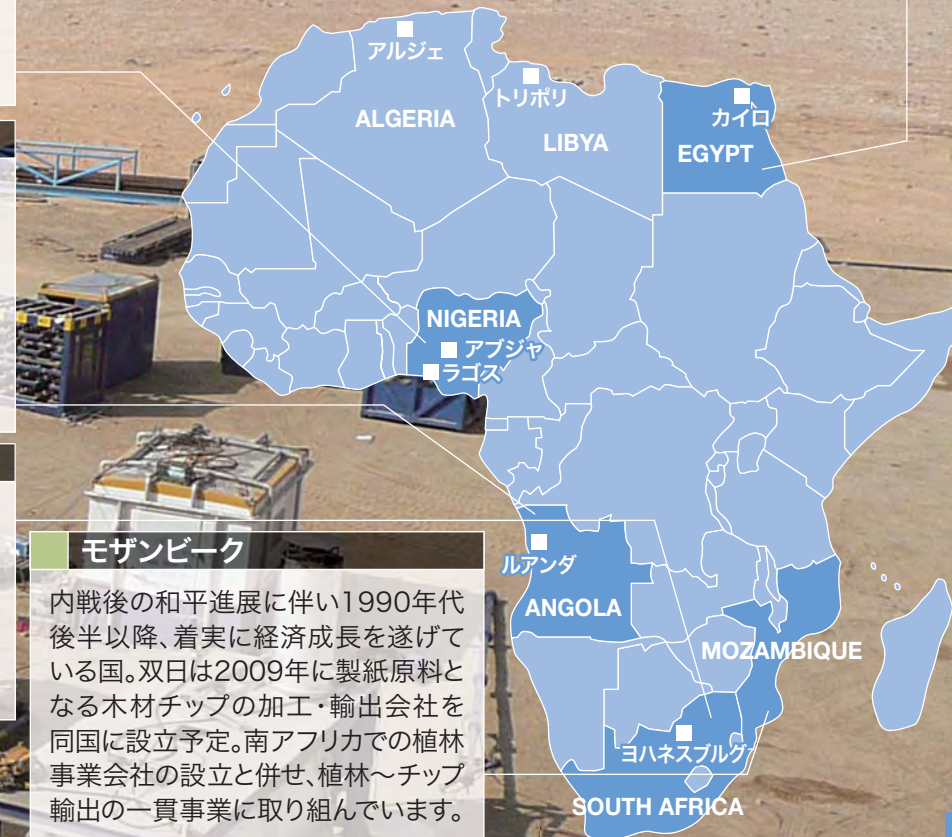 アルジェ
ALGERIA
トリポリ
LIBYA
カイロ
EGYPT
NIGERIA
アブジャ
ラゴス
ルアンダ
ANGOLA
MOZAMBIQUE
ヨハネスブルグ
SOUTH AFRICA
モザンビーク
内戦後の和平進展に伴い1990年代
後半以降、着実に経済成長を遂げて
いる国。双日は2009年に製紙原料と
なる木材チップの加工・輸出会社を
同国に設立予定。南アフリカでの植林
事業会社の設立と併せ、植林～チップ
輸出の一貫事業に取り組んでいます。